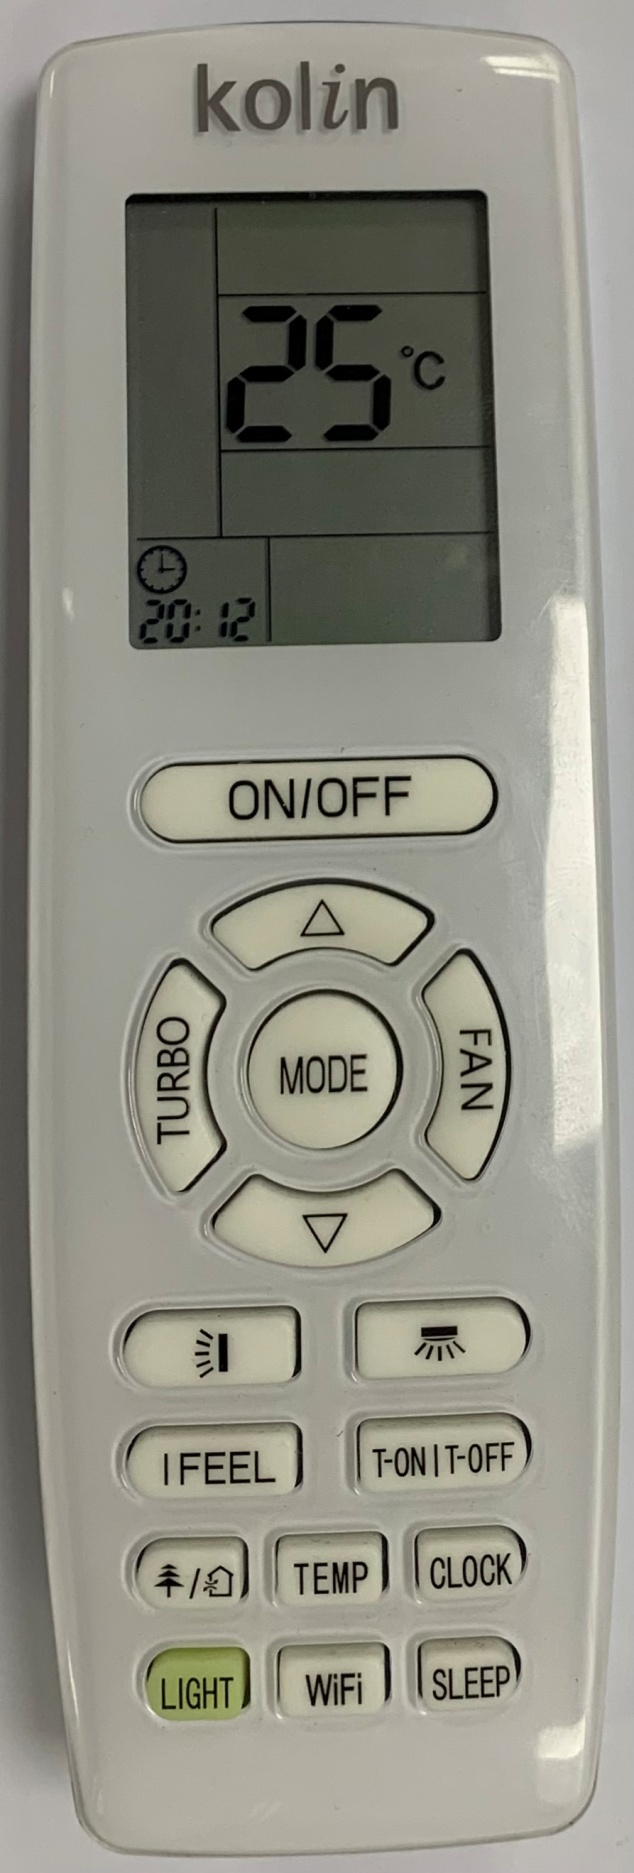 kolin
25 °C
20:12
ON/OFF
TURBO
MODE
FAN
I FEEL
T-ON|T-OFF
/
TEMP
CLOCK
LIGHT
WiFi
SLEEP